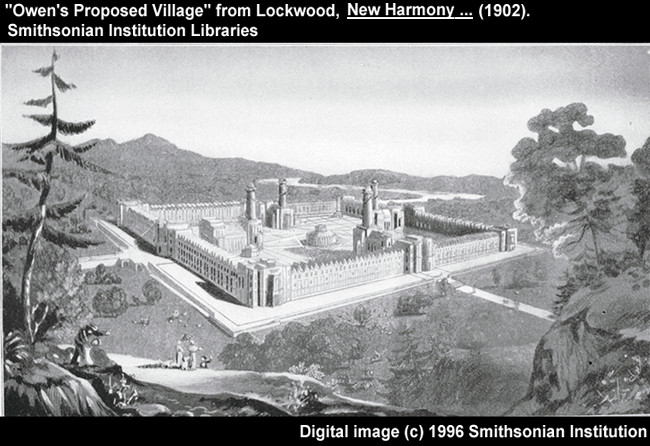 "Owen's Proposed Village" from Lockwood, New Harmony ... (1902).
Smithsonian Institution Libraries
Digital image (c) 1996 Smithsonian Institution